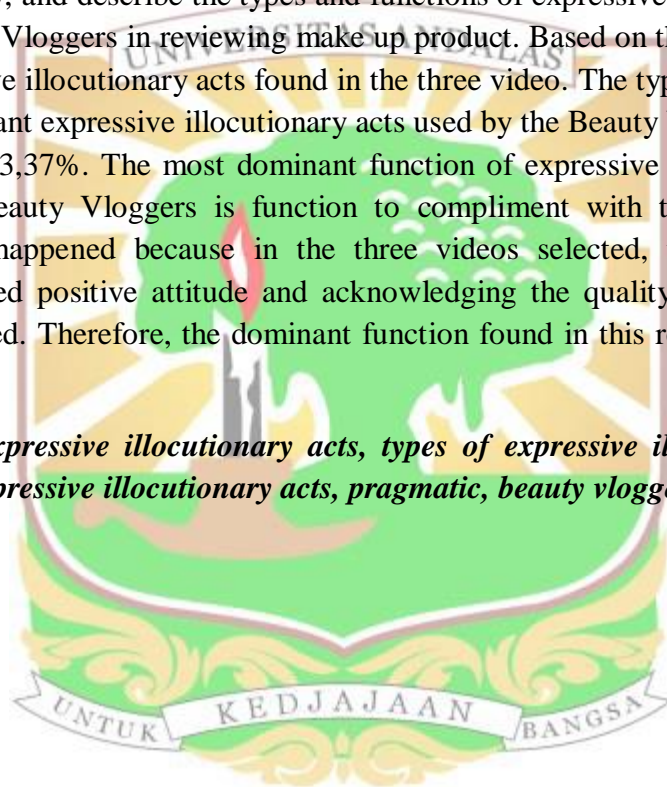 , and describe the types and functions of expressive
Vloggers in reviewing make up product. Based on th
UNIVERSITAS ANDALAS
ve illocutionary acts found in the three video. The typ
ant expressive illocutionary acts used by the Beauty
3,37%. The most dominant function of expressive
eauty Vloggers is function to compliment with t
happened because in the three videos selected,
ed positive attitude and acknowledging the quality
ed. Therefore, the dominant function found in this r
xpressive illocutionary acts, types of expressive il
pressive illocutionary acts, pragmatic, beauty vlogg
UNTUK KEDJAJAAN BANGSA